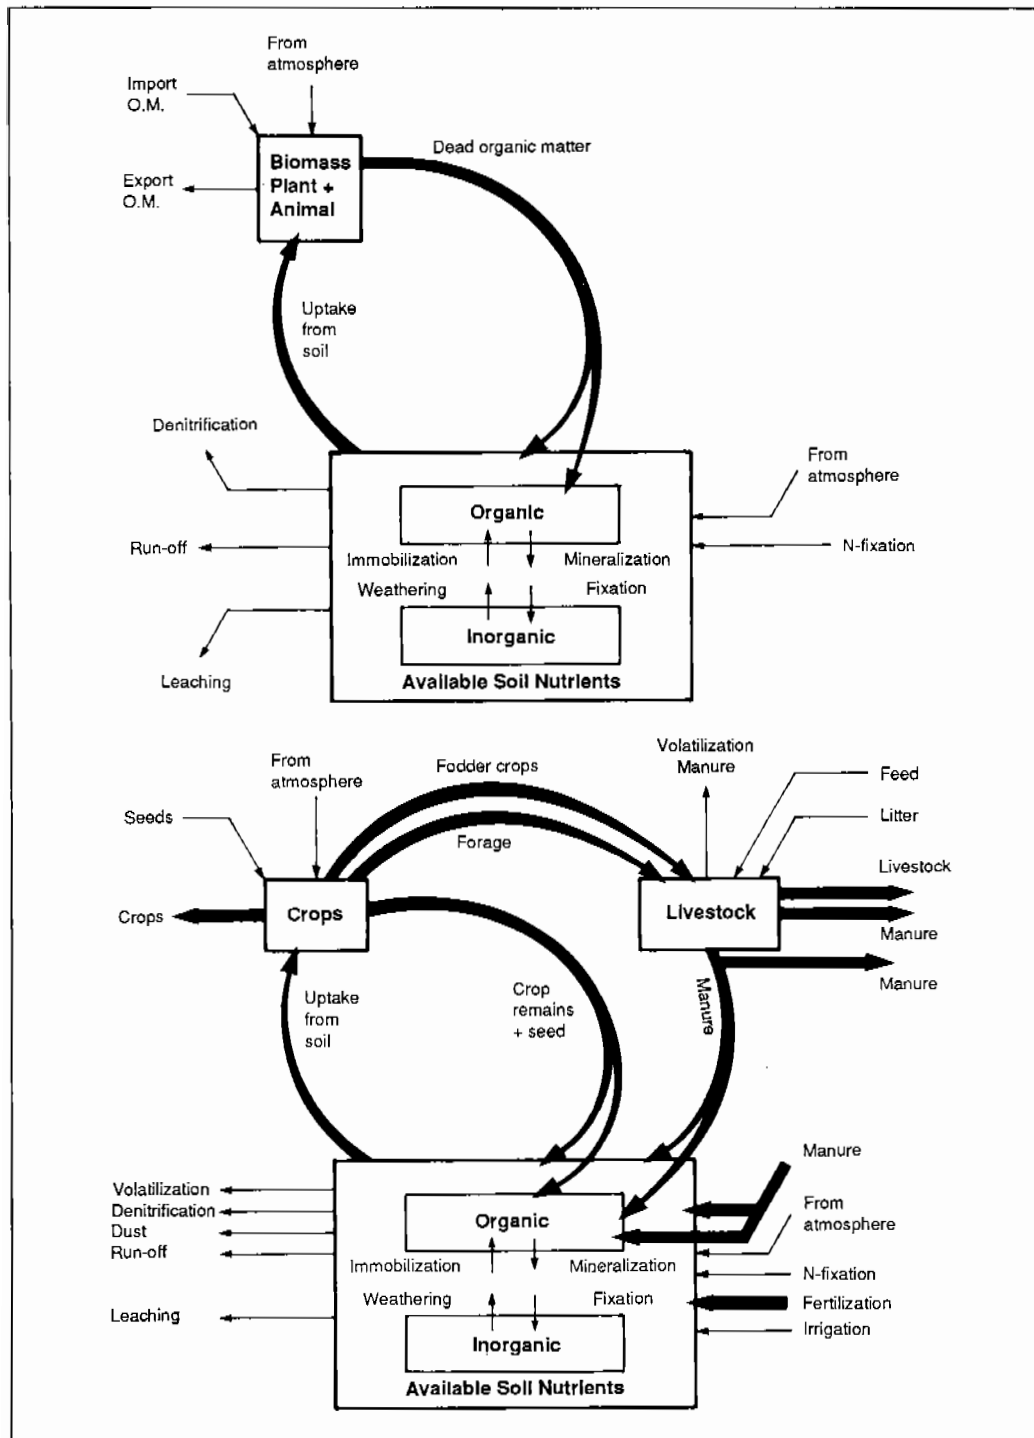 From
atmosphere
Import
O.M.
Biomass
Plant +
Animal
Dead organic matter
Export
O.M.
Uptake
from
soil
Denitrification
From
atmosphere
Organic
Run-off
Immobilization
Mineralization
N-fixation
Weathering
Fixation
Inorganic
Leaching
Available Soil Nutrients
Volatilization
Manure
From
atmosphere
Fodder crops
Feed
Seeds
Litter
Forage
Livestock
Crops
Crops
Livestock
Manure
Manure
Uptake
from
soil
Crop
remains
+ seed
Manure
Manure
Volatilization
Denitrification
Dust
Run-off
Organic
From
atmosphere
Immobilization
Mineralization
N-fixation
Weathering
Fixation
Fertilization
Leaching
Irrigation
Inorganic
Available Soil Nutrients